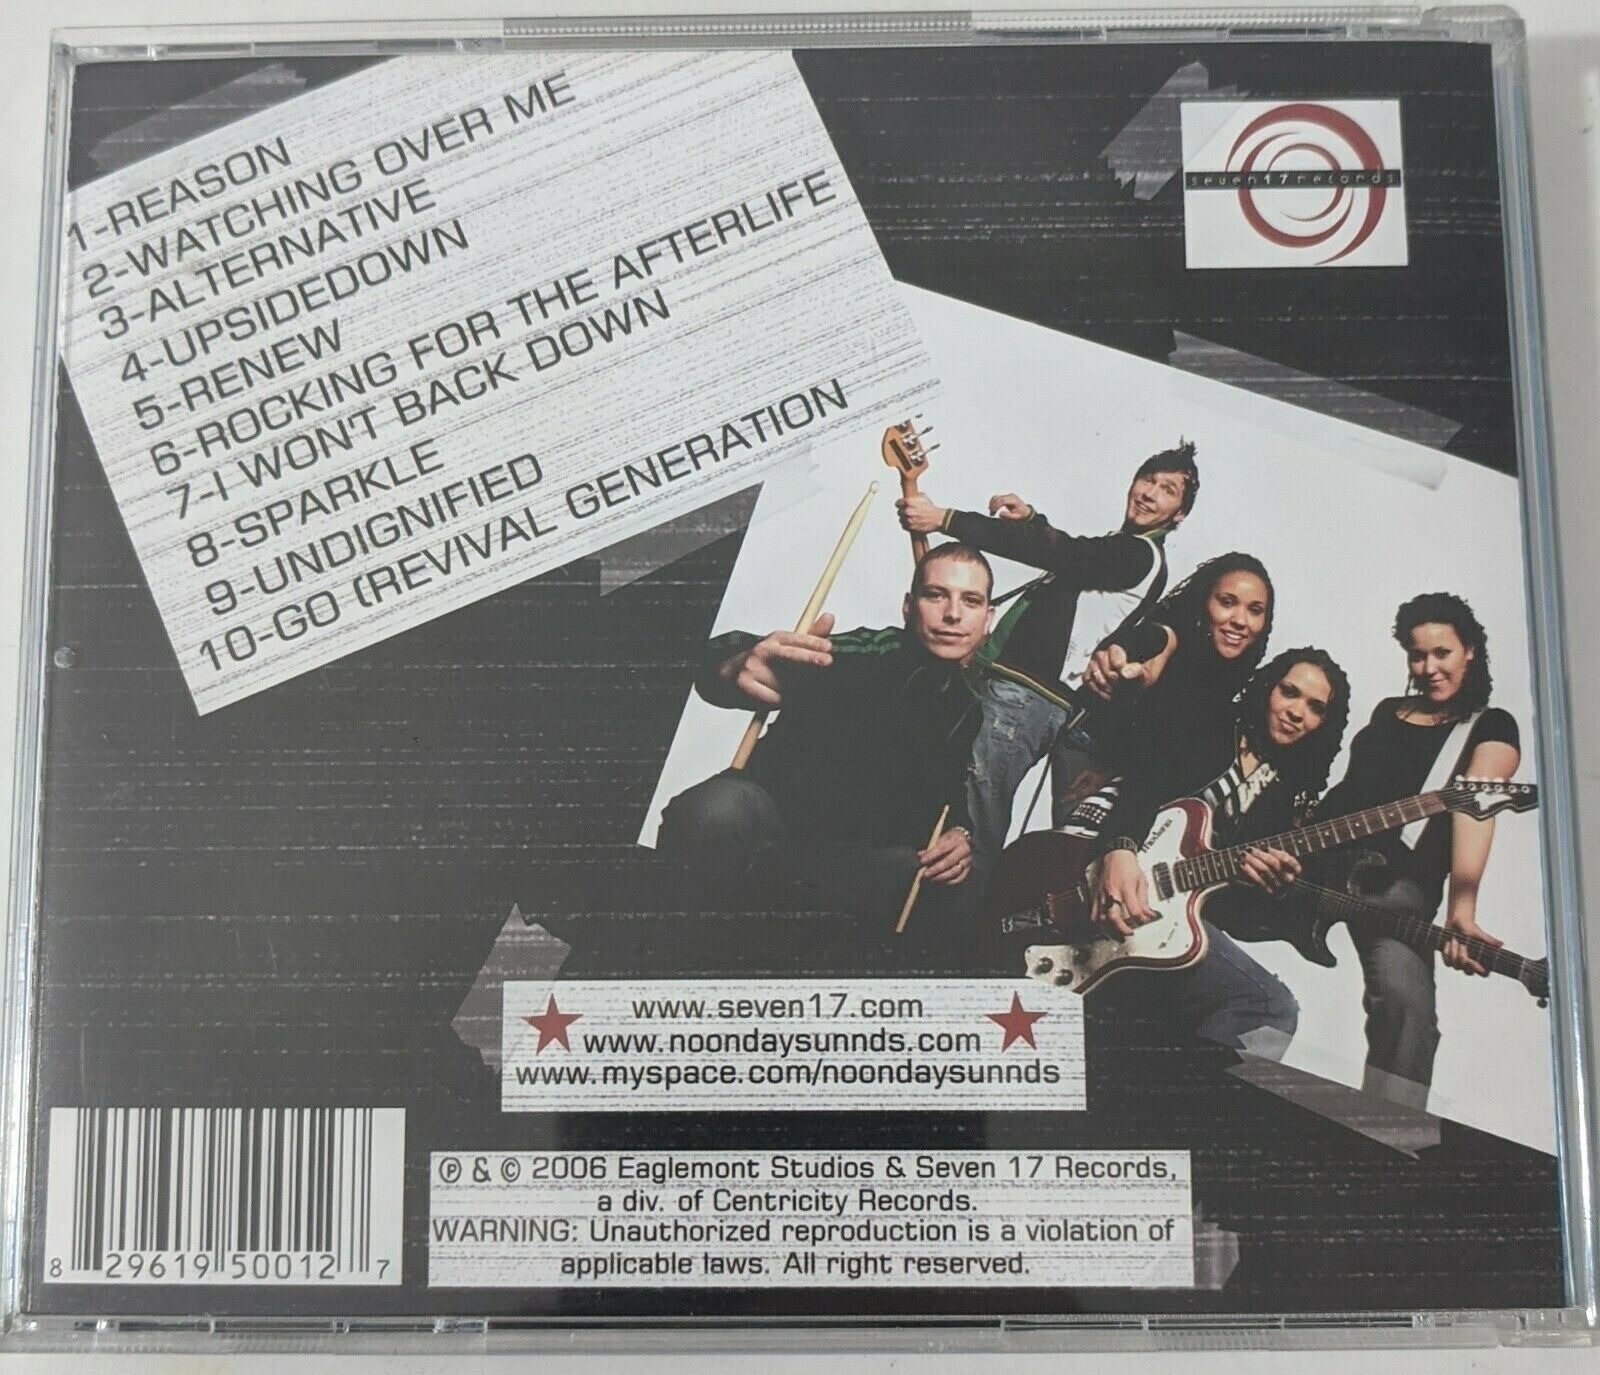 1-REASON
2-WATCHING OVER ME
3-ALTERNATIVE
4-UPSIDEDOWN
5-RENEW
6-ROCKING FOR THE AFTERLIFE
7-I WON'T BACK DOWN
8-SPARKLE
9-UNDIGNIFIED
10-GO (REVIVAL GENERATION
seven17records
Modena
www.seven17.com
www.noondaysunnds.com
www.myspace.com/noondaysunnds
℗ & © 2006 Eaglemont Studios & Seven 17 Records,
a div. of Centricity Records.
WARNING: Unauthorized reproduction is a violation of
applicable laws. All right reserved.
8 29619 50012 7